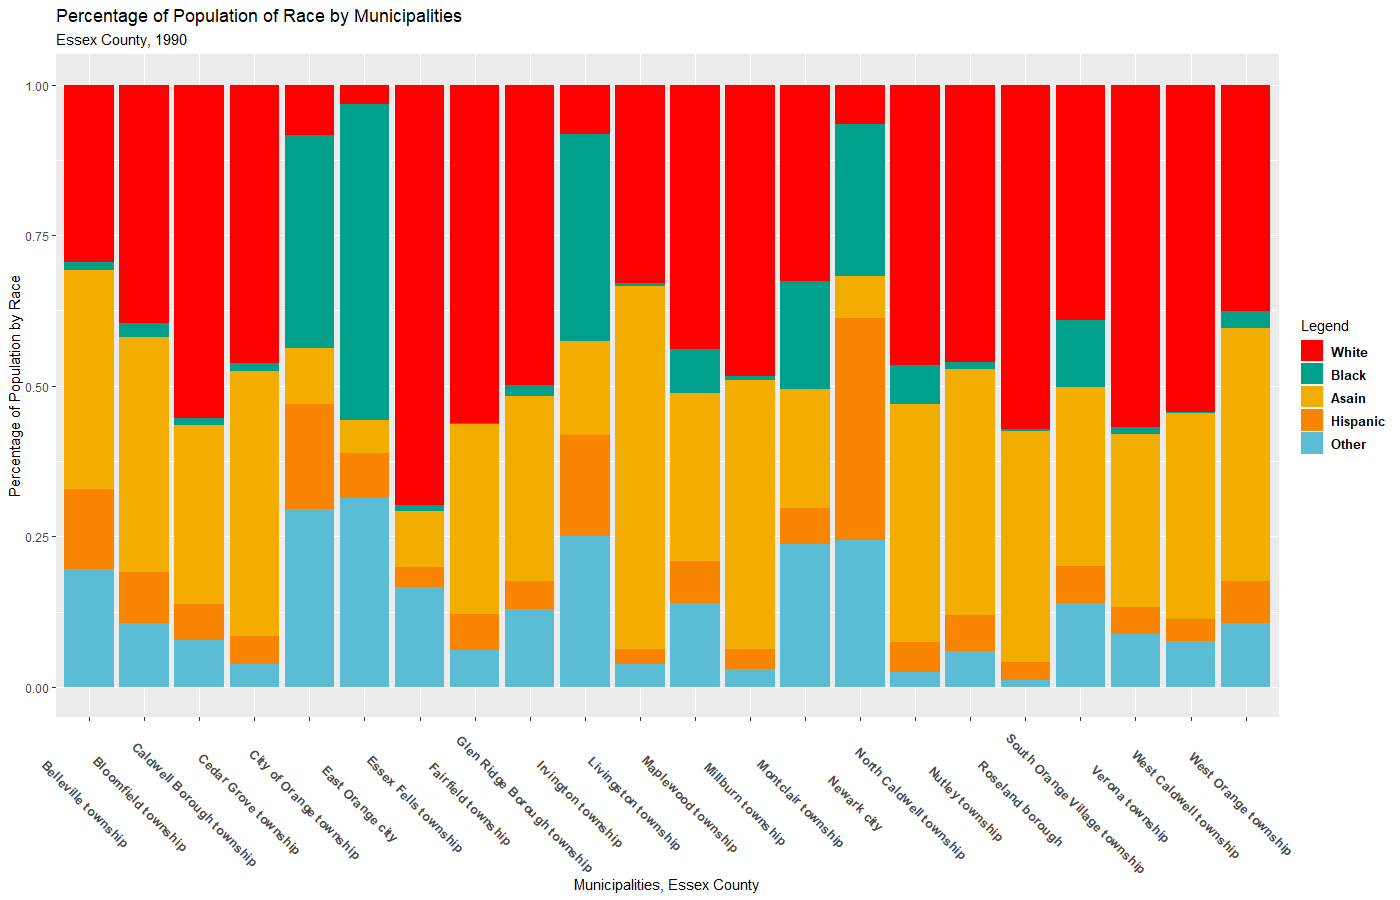 Percentage of Population of Race by Municipalities
Essex County, 1990
Percentage of Population by Race
1.00
0.75
0.50
0.25
0.00
Belleville township
Bloomfield township
Caldwell Borough township
Cedar Grove township
City of Orange township
East Orange city
Essex Fells township
Fairfield township
Glen Ridge Borough township
Irvington township
Livingston township
Maplewood township
Millburn township
Montclair township
Newark city
North Caldwell township
Nutley township
Roseland borough
South Orange Village township
Verona township
West Caldwell township
West Orange township
Municipalities, Essex County
Legend
White
Black
Asain
Hispanic
Other